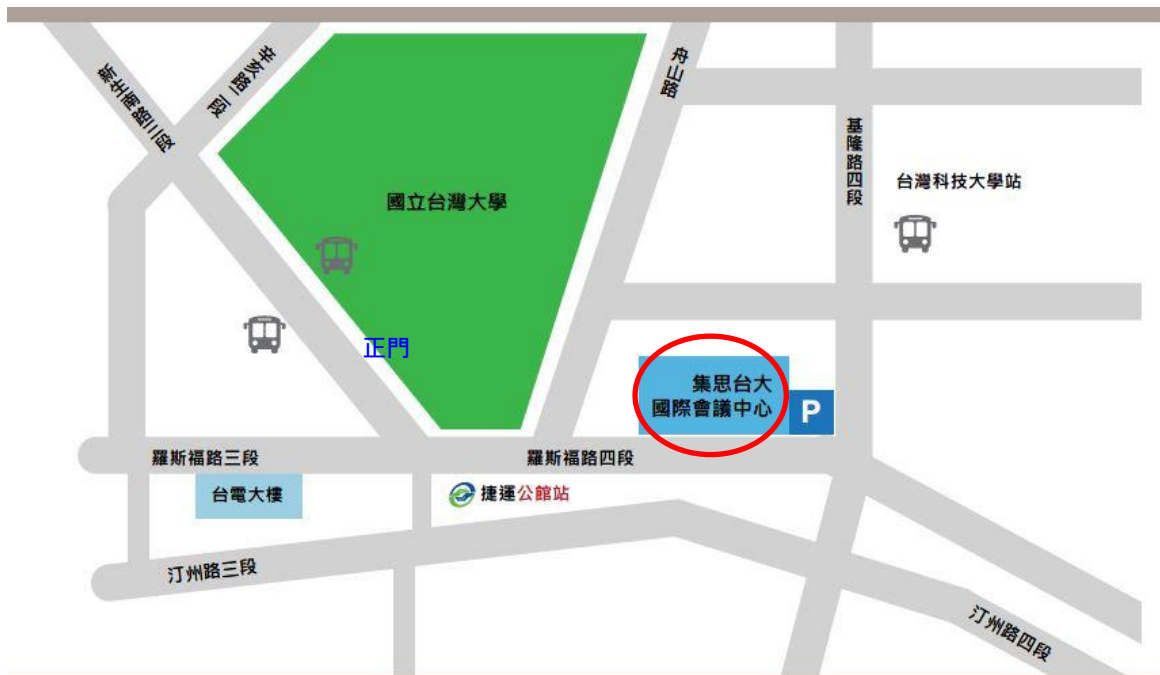 新生南路三段
辛亥路二段
舟山路
基隆路四段
國立台灣大學
台灣科技大學站
正門
集思台大
國際會議中心
P
羅斯福路三段
羅斯福路四段
台電大樓
捷運公館站
汀州路三段
汀州路四段